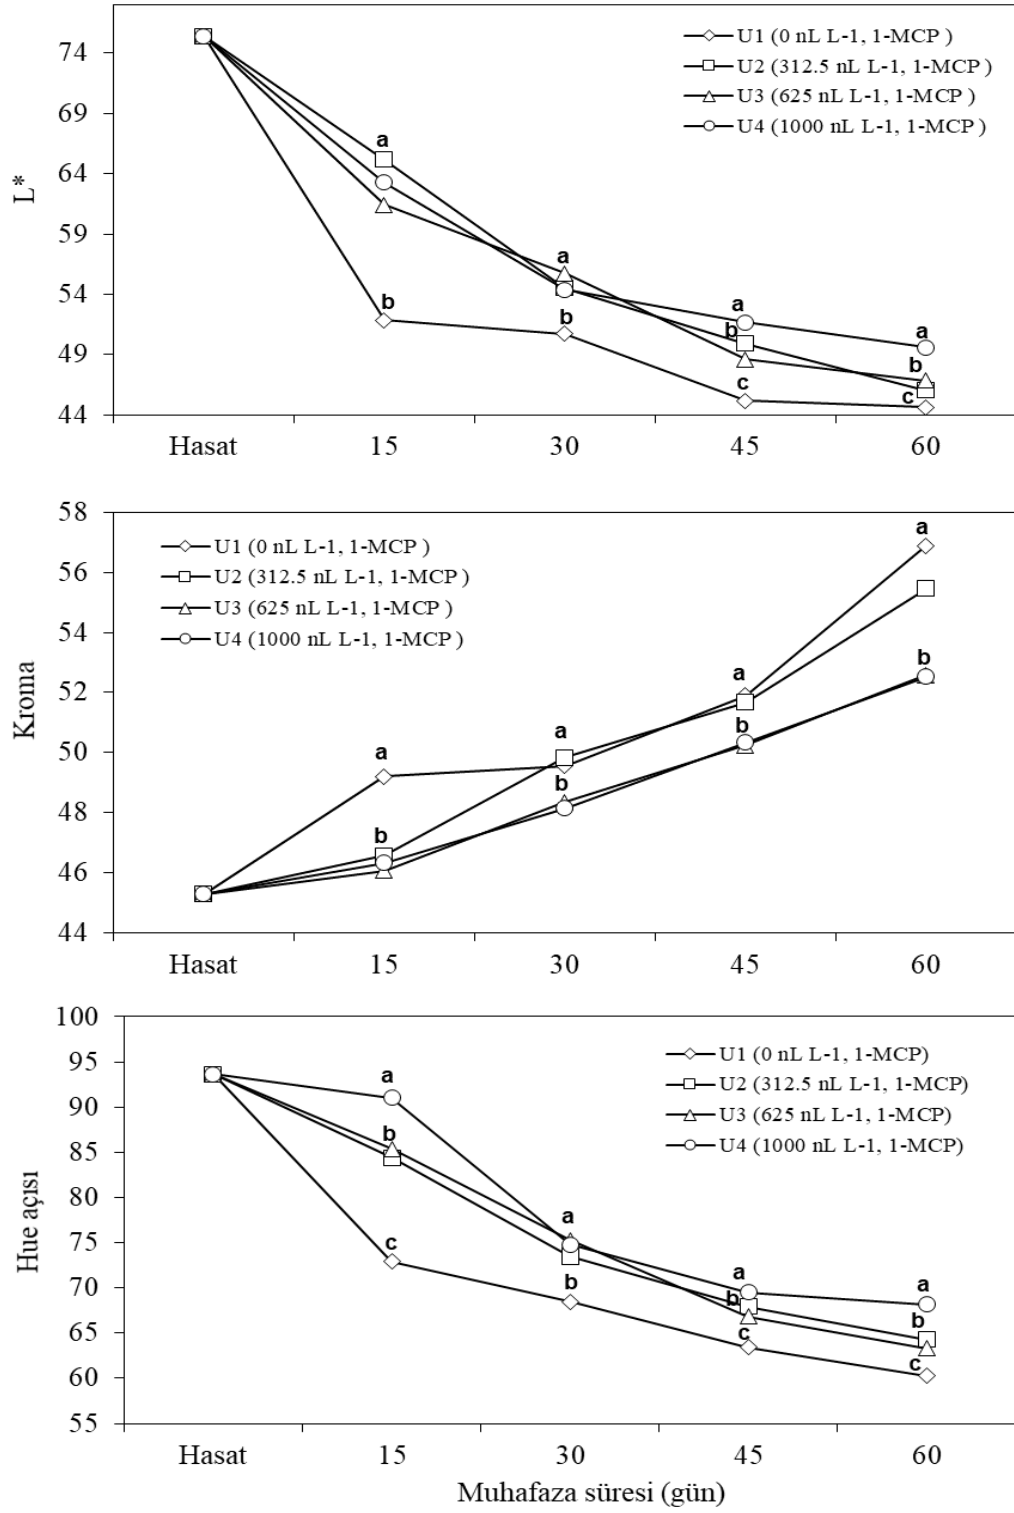 74
69
64
59
54
49
44
L*
U1 (0 nL L-1, 1-MCP )
U2 (312.5 nL L-1, 1-MCP )
U3 (625 nL L-1, 1-MCP )
U4 (1000 nL L-1, 1-MCP )
a
b
a
b
a
b
c
a
b
c
Hasat 15 30 45 60
58
56
54
52
50
48
46
44
Kroma
U1 (0 nL L-1, 1-MCP )
U2 (312.5 nL L-1, 1-MCP )
U3 (625 nL L-1, 1-MCP )
U4 (1000 nL L-1, 1-MCP )
a
b
a
b
a
b
a
b
Hasat 15 30 45 60
100
95
90
85
80
75
70
65
60
55
Hue açısı
U1 (0 nL L-1, 1-MCP)
U2 (312.5 nL L-1, 1-MCP)
U3 (625 nL L-1, 1-MCP)
U4 (1000 nL L-1, 1-MCP)
a
b
c
a
b
a
b
c
a
b
c
Hasat 15 30 45 60
Muhafaza süresi (gün)